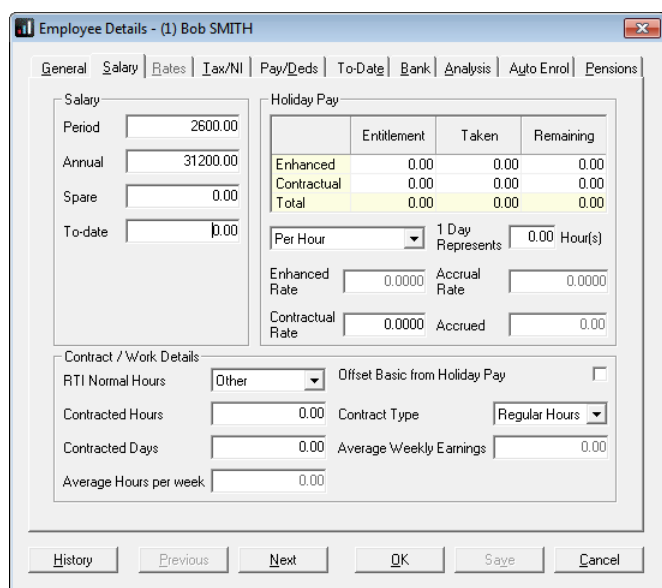 Employee Details - (1) Bob SMITH
General Salary Rates Tax/NI Pay/Deds To-Date Bank Analysis Auto Enrol Pensions
Salary
Period 2600.00
Annual 31200.00
Spare 0.00
To-date 0.00
Holiday Pay
Entitlement Taken Remaining
Enhanced 0.00 0.00 0.00
Contractual 0.00 0.00 0.00
Total 0.00 0.00 0.00
Per Hour 1 Day Represents 0.00 Hour(s)
Enhanced Rate 0.0000 Accrual Rate 0.0000
Contractual Rate 0.0000 Accrued 0.00
Contract / Work Details
RTI Normal Hours Other Offset Basic from Holiday Pay
Contracted Hours 0.00 Contract Type Regular Hours
Contracted Days 0.00 Average Weekly Earnings 0.00
Average Hours per week 0.00
History Previous Next OK Save Cancel